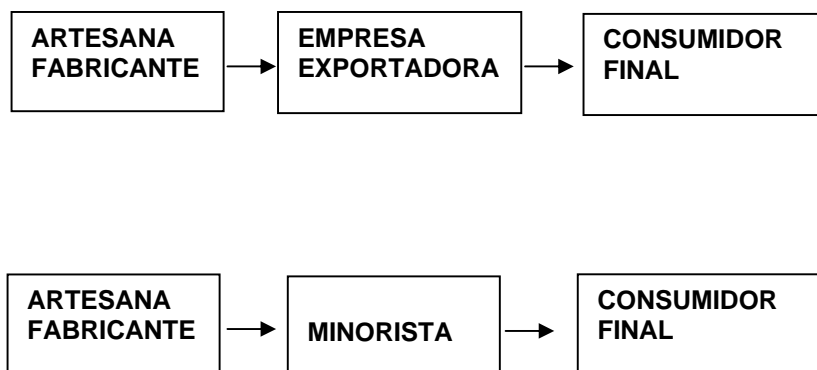 ARTESANA
FABRICANTE
EMPRESA
EXPORTADORA
CONSUMIDOR
FINAL
ARTESANA
FABRICANTE
MINORISTA
CONSUMIDOR
FINAL